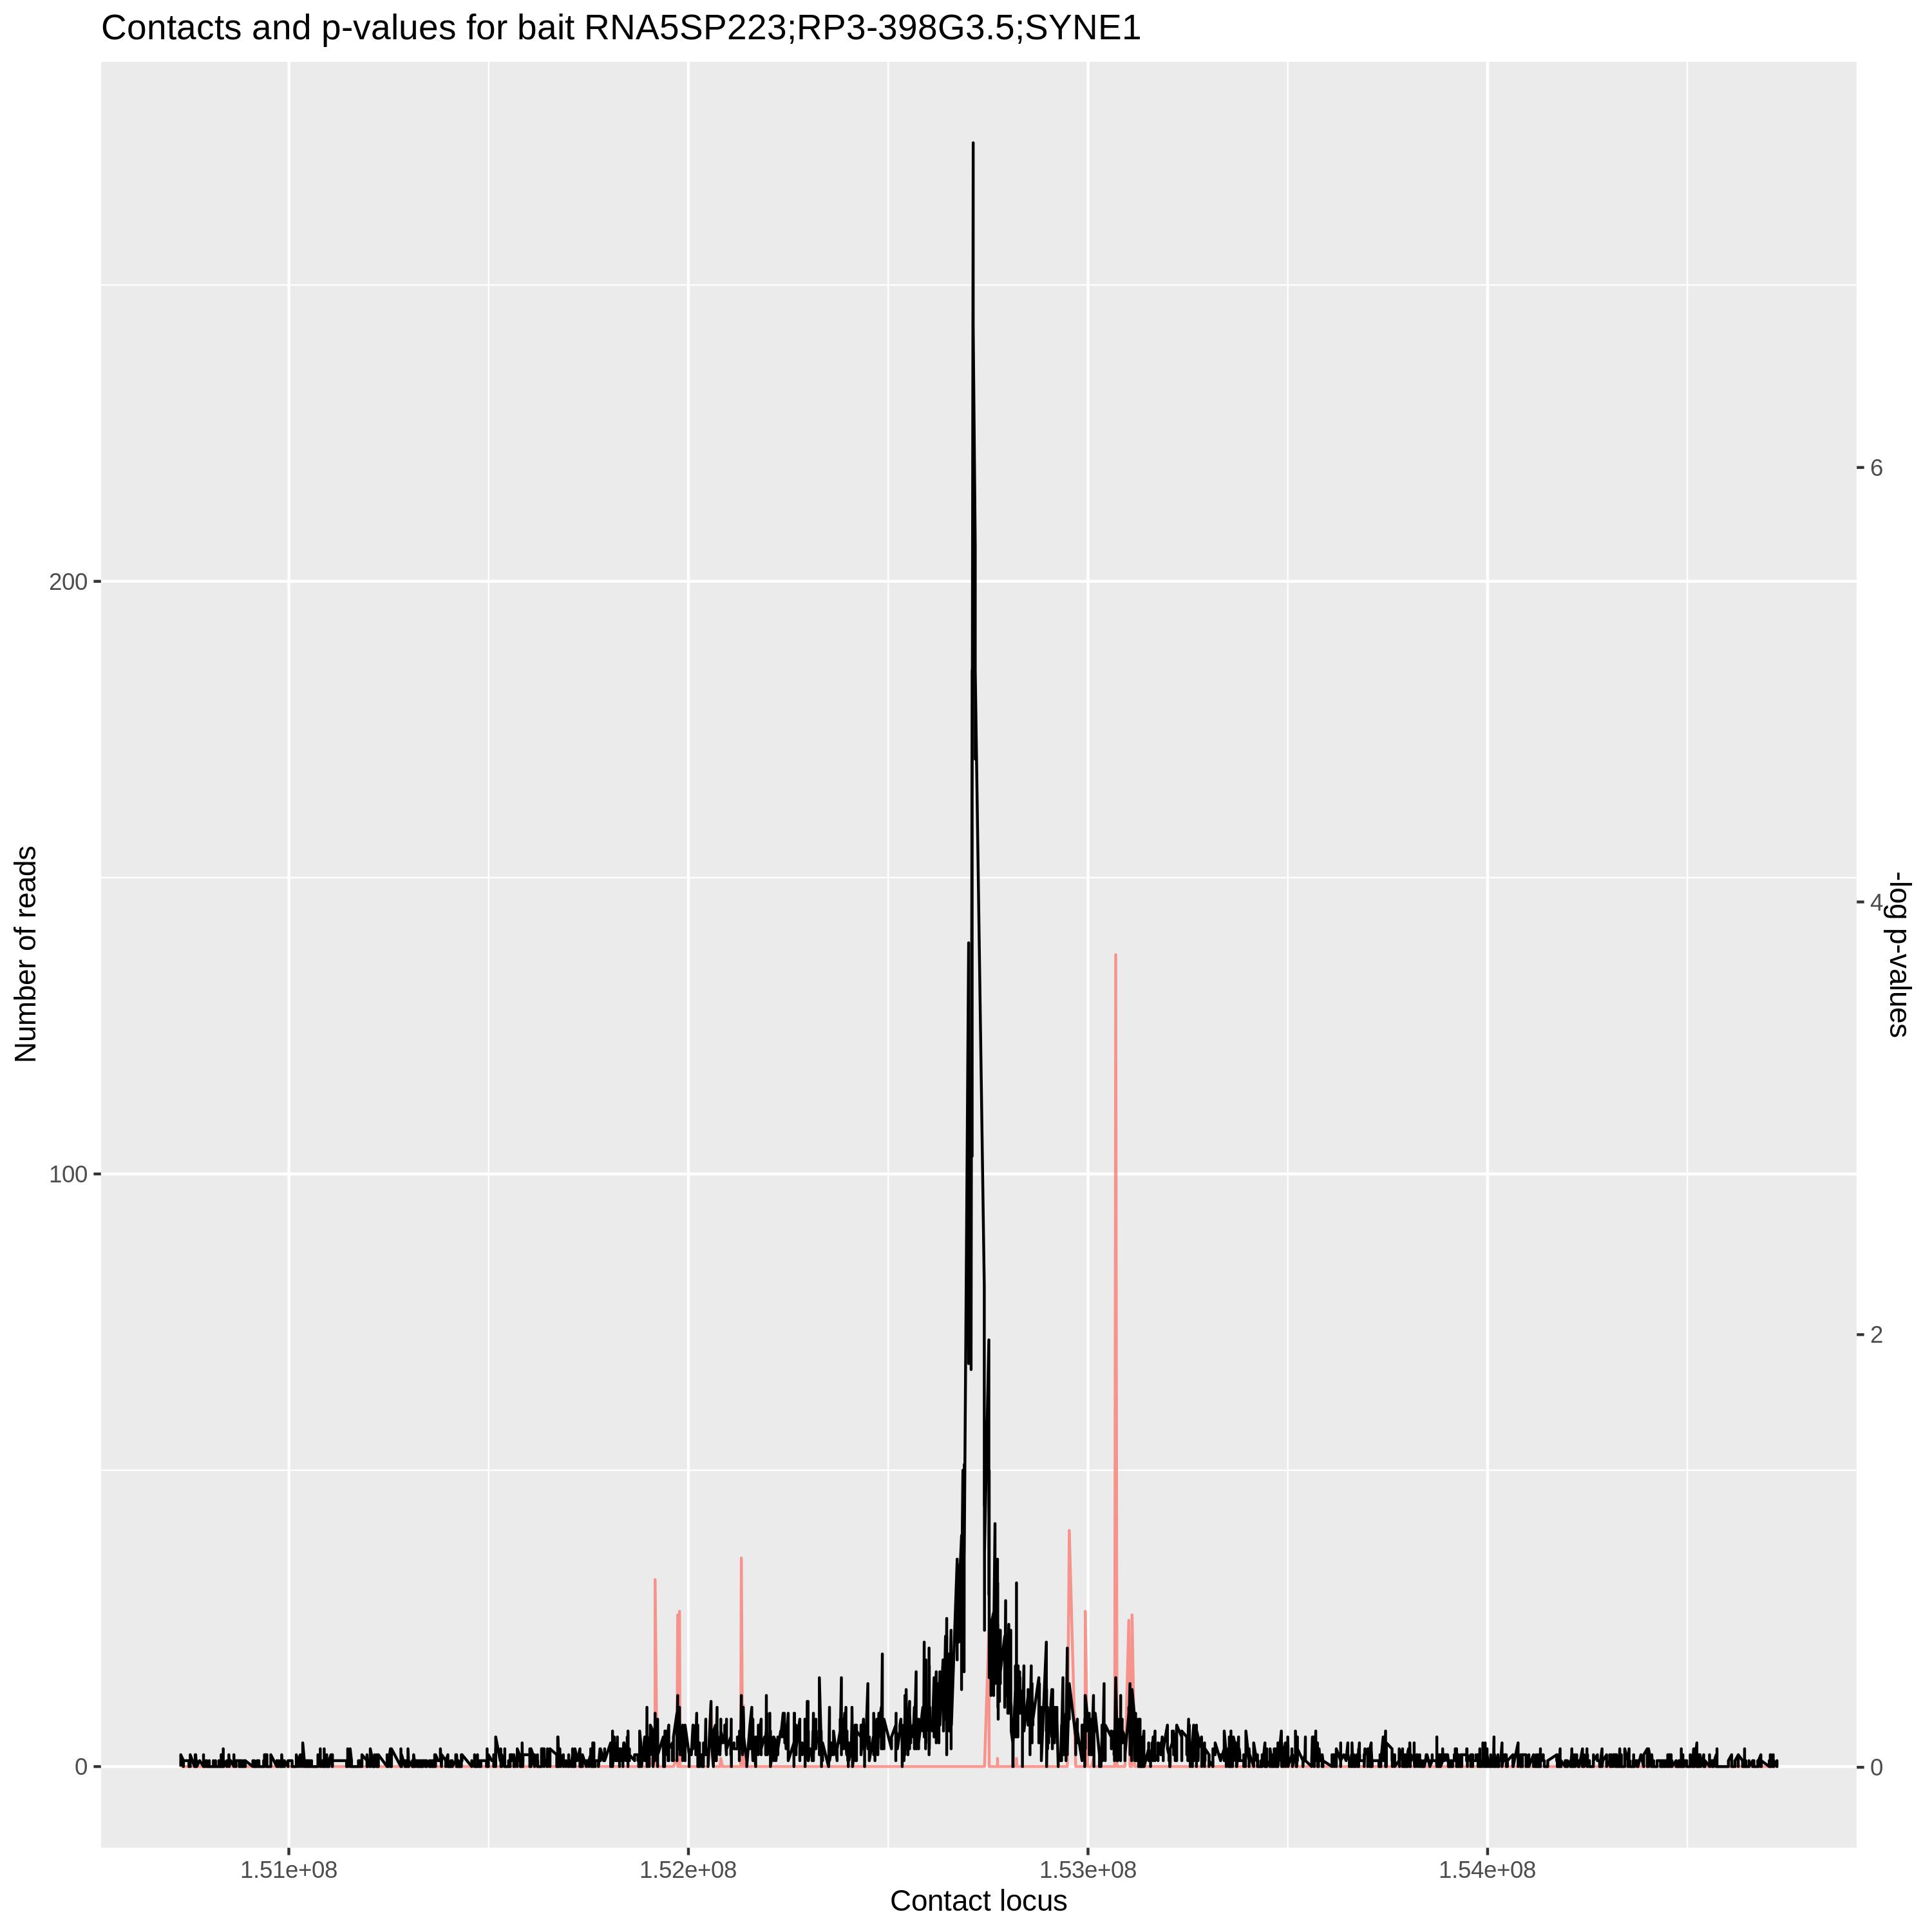 Contacts and p-values for bait RNA5SP223;RP3-398G3.5;SYNE1
Number of reads
200
100
0
6
4
2
0
-log p-values
1.51e+08
1.52e+08
1.53e+08
1.54e+08
Contact locus